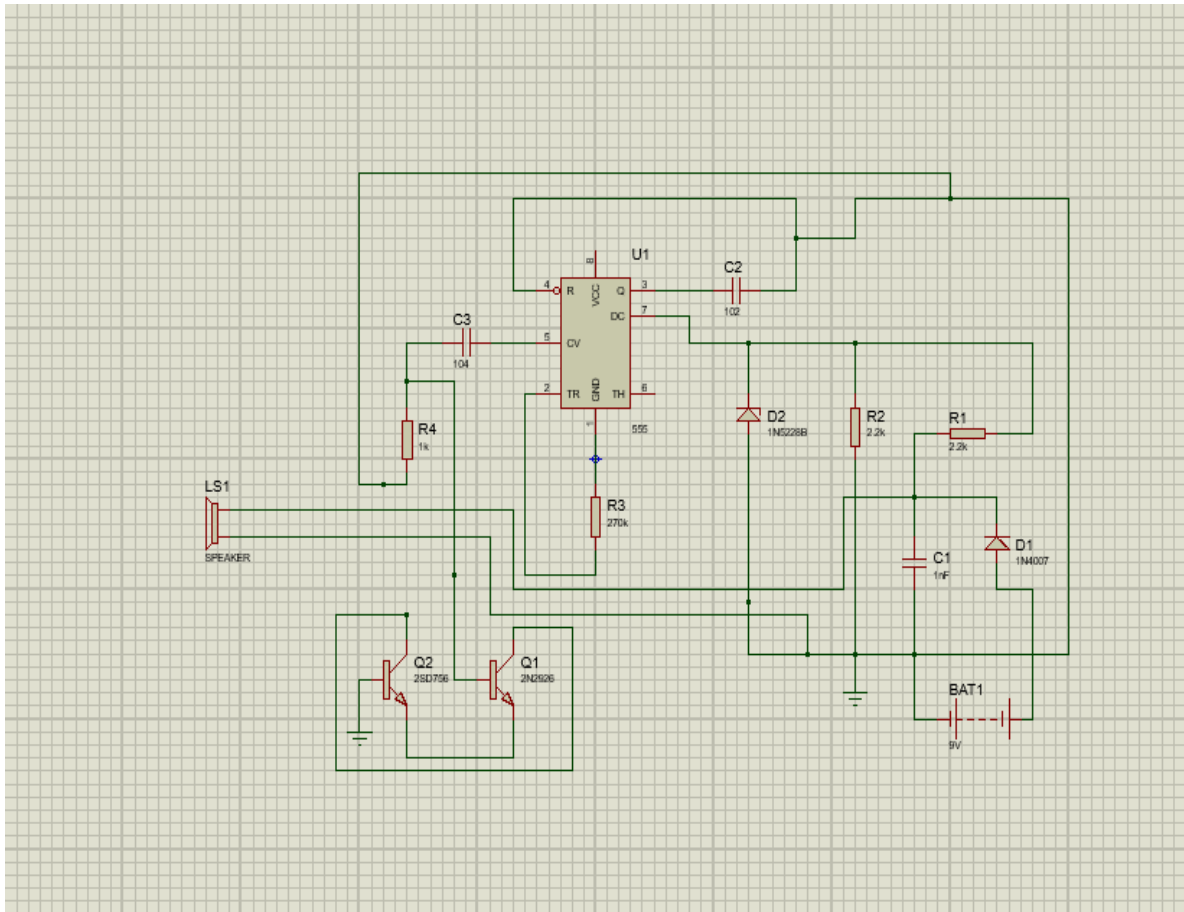 U1
8
VCC
4
R
Q
3
C2
102
DC
7
C3
104
5
CV
2
TR
GND
TH
6
1
555
D2
1N5226B
R2
2.2k
R1
2.2k
R4
1k
LS1
SPEAKER
R3
270k
C1
1nF
D1
1N4007
Q2
2SD756
Q1
2N2926
BAT1
9V